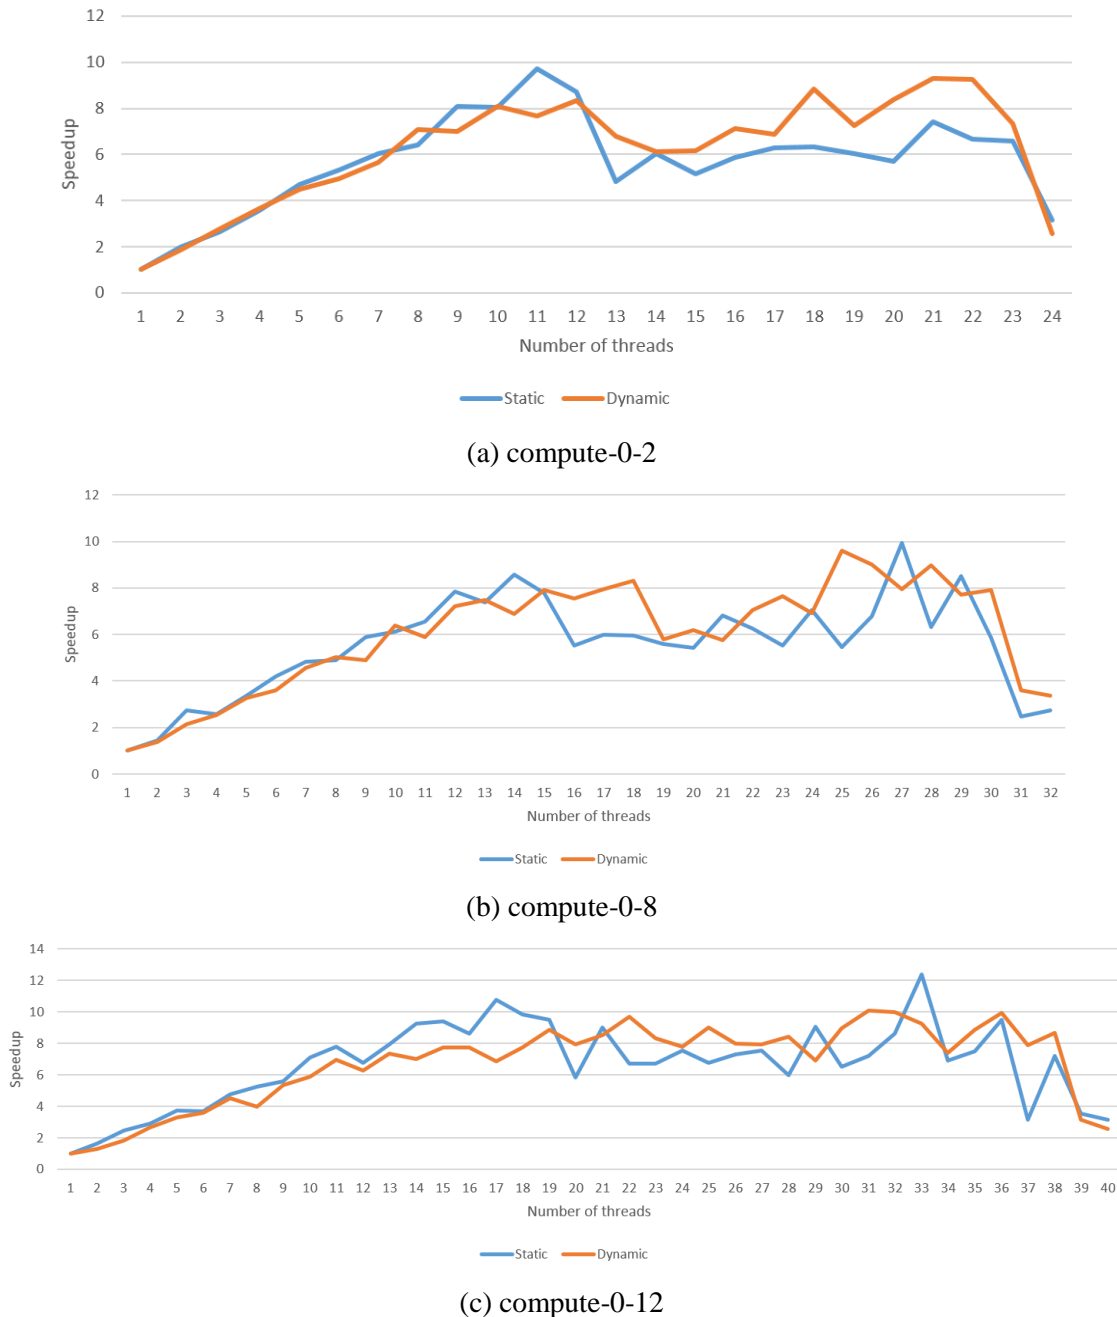 12
10
8
6
4
2
0
Speedup
1 2 3 4 5 6 7 8 9 10 11 12 13 14 15 16 17 18 19 20 21 22 23 24
Number of threads
Static Dynamic
(a) compute-0-2
12
10
8
6
4
2
0
Speedup
1 2 3 4 5 6 7 8 9 10 11 12 13 14 15 16 17 18 19 20 21 22 23 24 25 26 27 28 29 30 31 32
Number of threads
Static Dynamic
(b) compute-0-8
14
12
10
8
6
4
2
0
Speedup
1 2 3 4 5 6 7 8 9 10 11 12 13 14 15 16 17 18 19 20 21 22 23 24 25 26 27 28 29 30 31 32 33 34 35 36 37 38 39 40
Number of threads
Static Dynamic
(c) compute-0-12